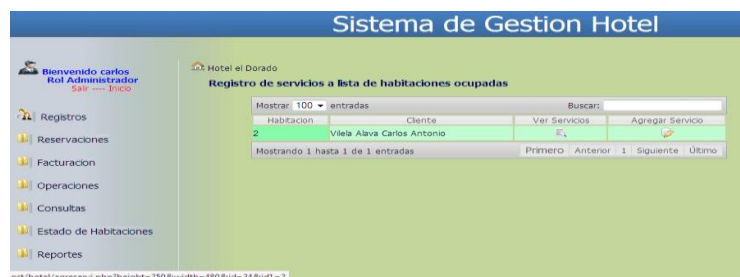 Sistema de Gestion Hotel
Bienvenido carlos
Rol Administrador
Salir ---- Inicio
Registros
Reservaciones
Facturacion
Operaciones
Consultas
Estado de Habitaciones
Reportes
Hotel el Dorado
Registro de servicios a lista de habitaciones ocupadas
Mostrar 100 entradas Buscar:
Habitacion Cliente Ver Servicios Agregar Servicio
2 Vilela Alava Carlos Antonio
Mostrando 1 hasta 1 de 1 entradas Primero Anterior 1 Siguiente Último